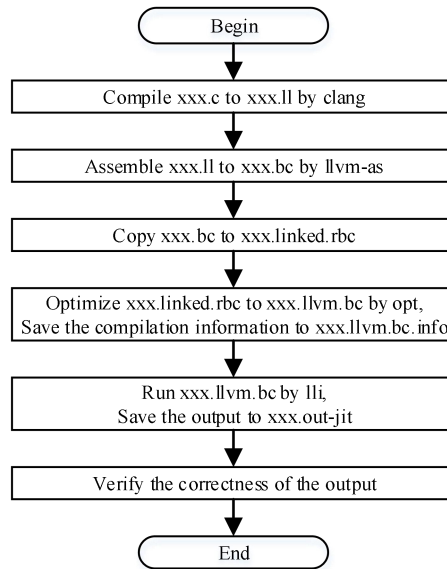 Begin
Compile xxx.c to xxx.ll by clang
Assemble xxx.ll to xxx.bc by llvm-as
Copy xxx.bc to xxx.linked.rbc
Optimize xxx.linked.rbc to xxx.llvm.bc by opt,
Save the compilation information to xxx.llvm.bc.info
Run xxx.llvm.bc by lli,
Save the output to xxx.out-jit
Verify the correctness of the output
End